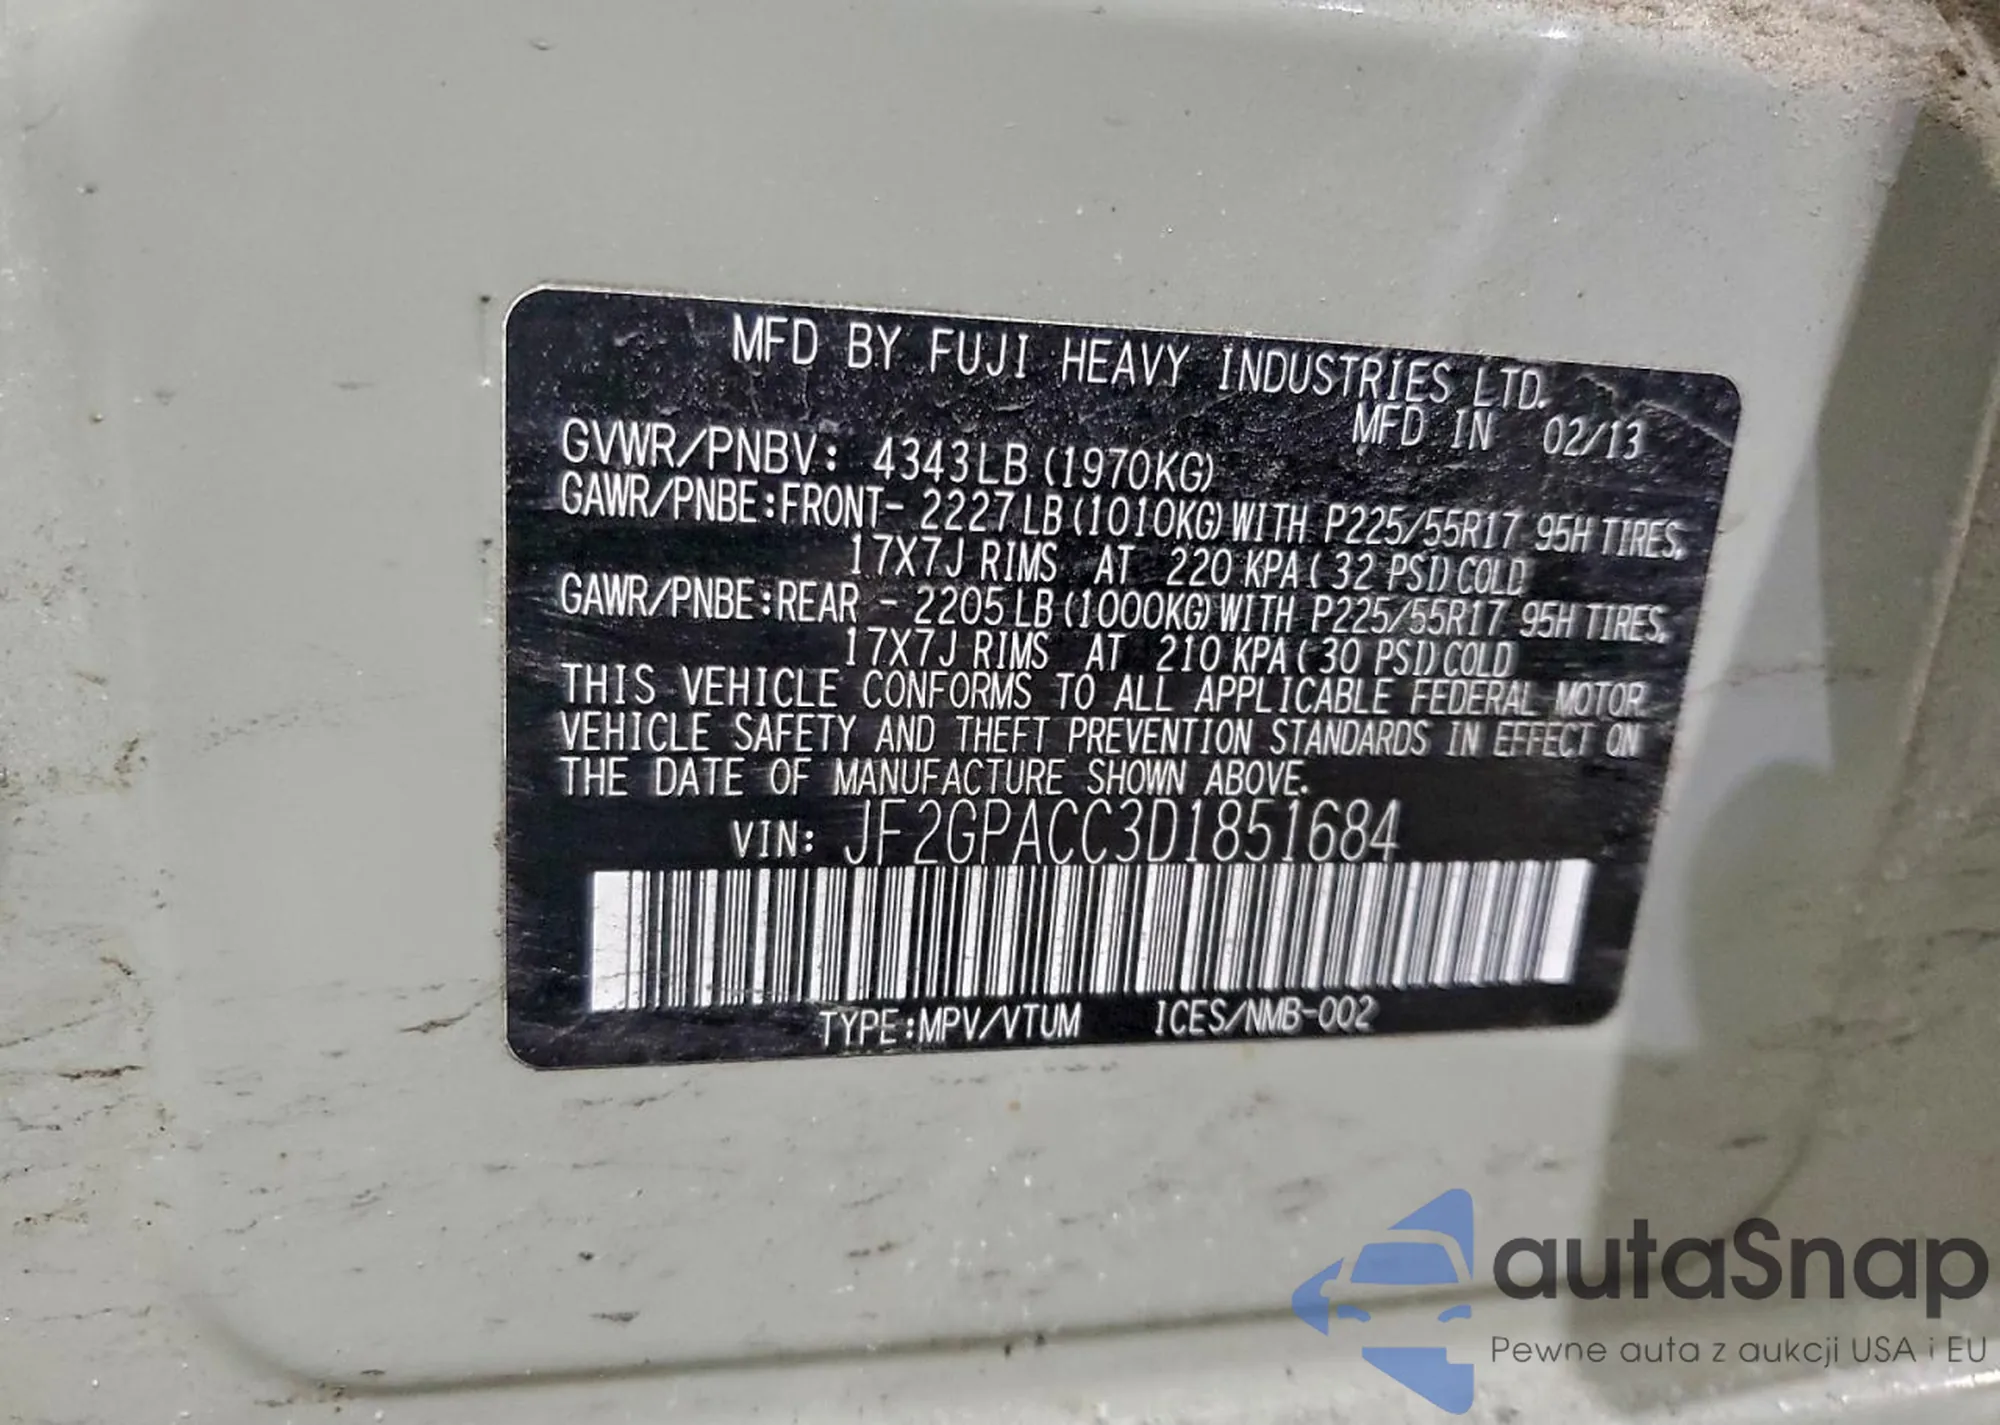 MFD BY FUJI HEAVY INDUSTRIES LTD.
MFD IN 02/13
GVWR/PNBV: 4343LB (1970KG)
GAWR/PNBE:FRONT- 2227LB (1010KG) WITH P225/55R17 95H TIRES,
17X7J RIMS AT 220 KPA (32 PSI) COLD
GAWR/PNBE:REAR - 2205LB (1000KG) WITH P225/55R17 95H TIRES,
17X7J RIMS AT 210 KPA (30 PSI) COLD
THIS VEHICLE CONFORMS TO ALL APPLICABLE FEDERAL MOTOR
VEHICLE SAFETY AND THEFT PREVENTION STANDARDS IN EFFECT ON
THE DATE OF MANUFACTURE SHOWN ABOVE.
VIN: JF2GPACC3D1851684
TYPE:MPV/VTUM ICES/NMB-002
autaSnap
Pewne auta z aukcji USA i EU